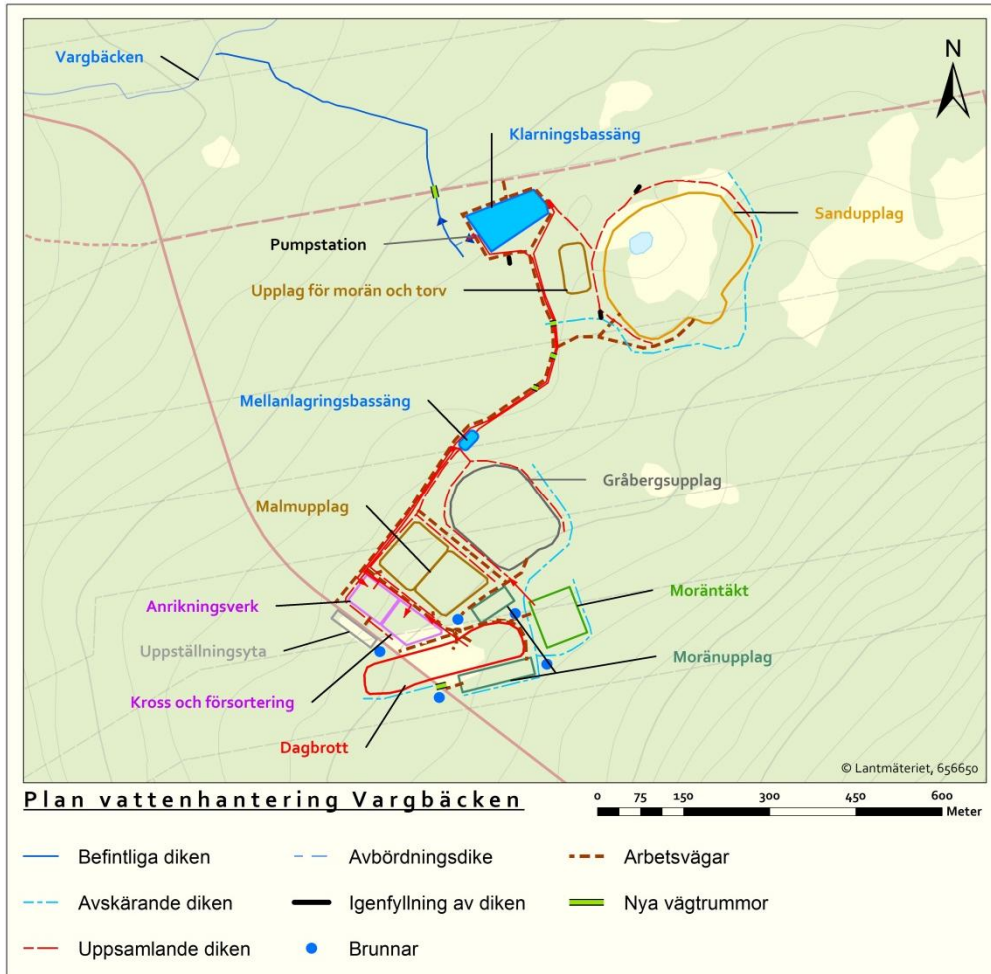 Vargbäcken
N
Klarningsbassäng
Sandupplag
Pumpstation
Upplag för morän och torv
Mellanlagringsbassäng
Gråbergsupplag
Malmupplag
Anrikningsverk
Moräntäkt
Uppställningsyta
Moränupplag
Kross och försortering
Dagbrott
© Lantmäteriet, 656650
Plan vattenhantering Vargbäcken
0 75 150 300 450 600
Meter
Befintliga diken
Avbördningsdike
Arbetsvägar
Avskärande diken
Igenfyllning av diken
Nya vägtrummor
Uppsamlande diken
Brunnar